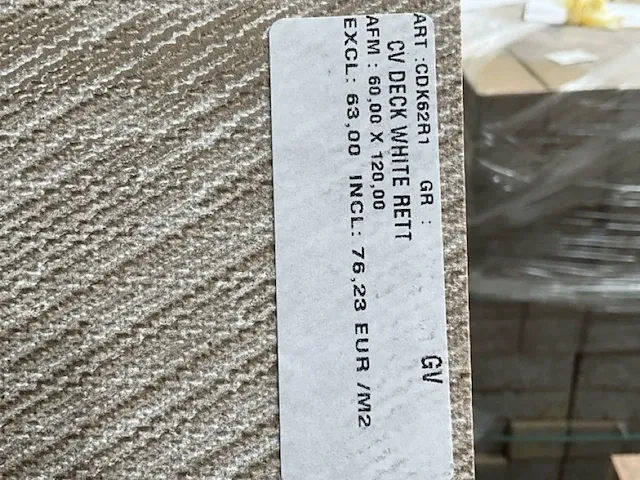 ART :CDK62R1 GR : GV
CV DECK WHITE RETT
AFM : 60,00 X 120,00
EXCL: 63,00 INCL: 76,23 EUR /M2